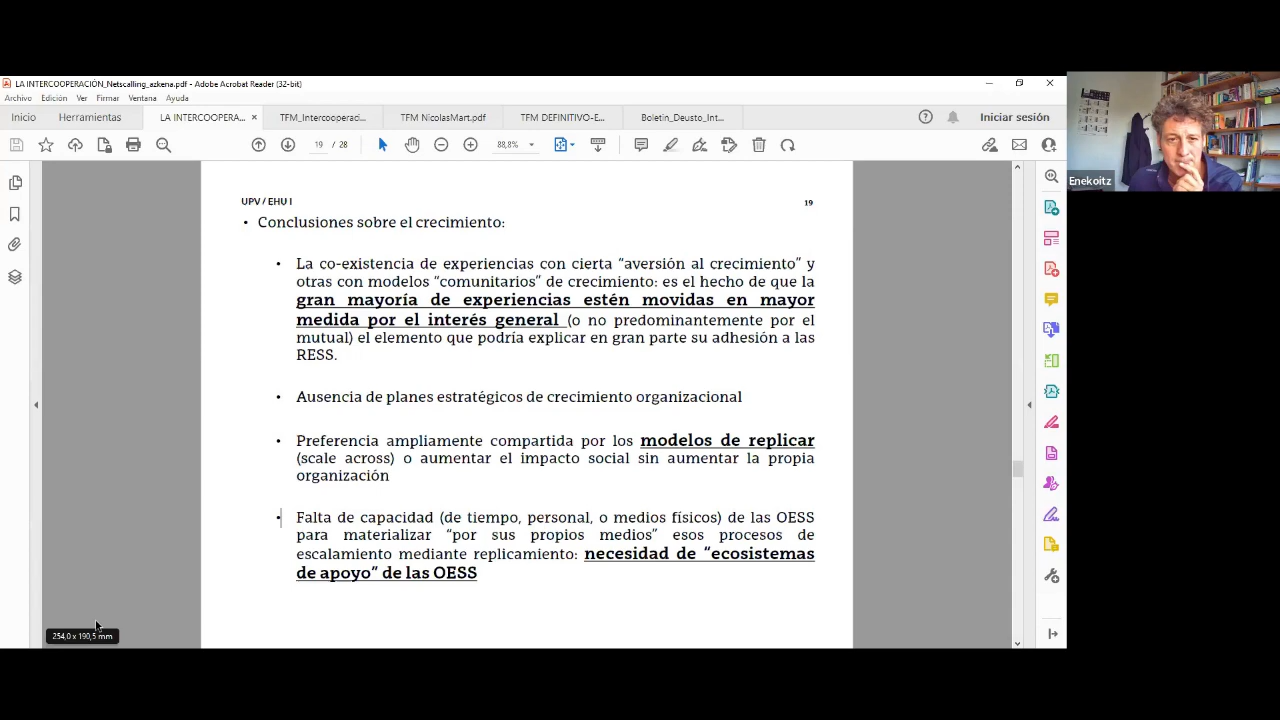 LA INTERCOOPERACIÓN_Netscalling_azkena.pdf - Adobe Acrobat Reader (32-bit)
Archivo Edición Ver Firmar Ventana Ayuda
Inicio Herramientas LA INTERCOOPERA... × TFM_Intercooperaci... TFM NicolasMart.pdf TFM DEFINITIVO-E... Boletin_Deusto_Int... Iniciar sesión
19 / 28 88,8%
UPV / EHU I 19
• Conclusiones sobre el crecimiento:
• La co-existencia de experiencias con cierta “aversión al crecimiento” y
otras con modelos “comunitarios” de crecimiento: es el hecho de que la
gran mayoría de experiencias estén movidas en mayor
medida por el interés general (o no predominantemente por el
mutual) el elemento que podría explicar en gran parte su adhesión a las
RESS.
• Ausencia de planes estratégicos de crecimiento organizacional
• Preferencia ampliamente compartida por los modelos de replicar
(scale across) o aumentar el impacto social sin aumentar la propia
organización
• Falta de capacidad (de tiempo, personal, o medios físicos) de las OESS
para materializar “por sus propios medios” esos procesos de
escalamiento mediante replicamiento: necesidad de “ecosistemas
de apoyo” de las OESS
254,0 x 190,5 mm
Enekoitz